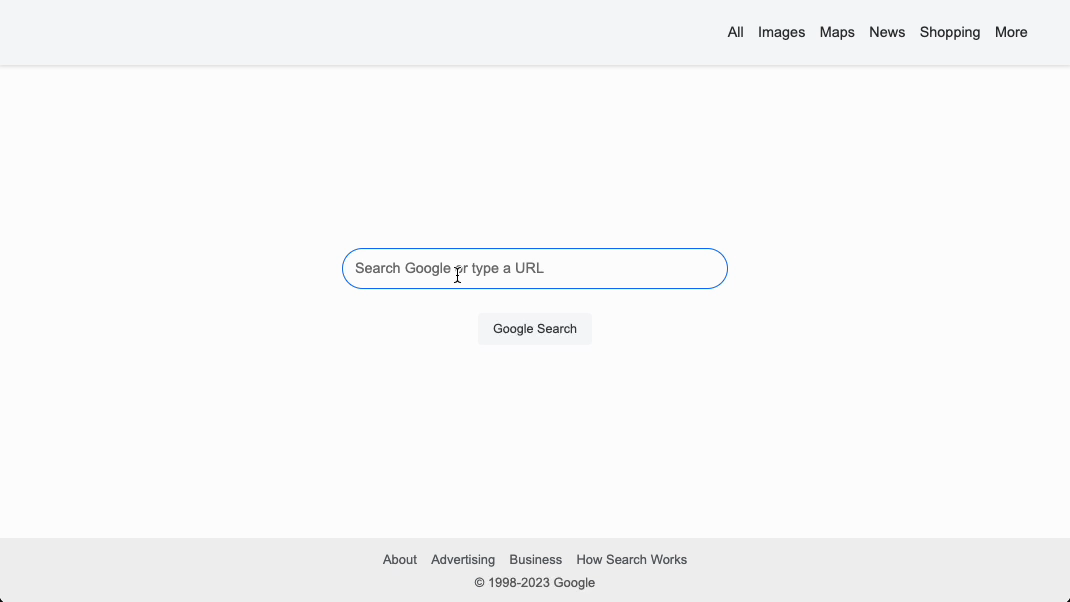 All Images Maps News Shopping More
Search Google or type a URL
Google Search
About Advertising Business How Search Works
© 1998-2023 Google